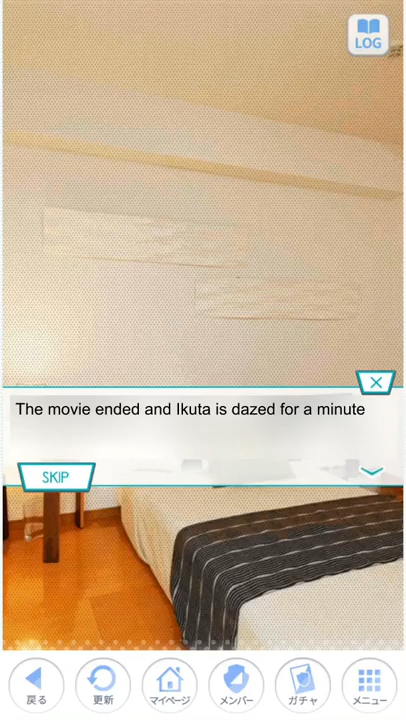 LOG
The movie ended and Ikuta is dazed for a minute
SKIP
戻る
更新
マイページ
メンバー
ガチャ
メニュー